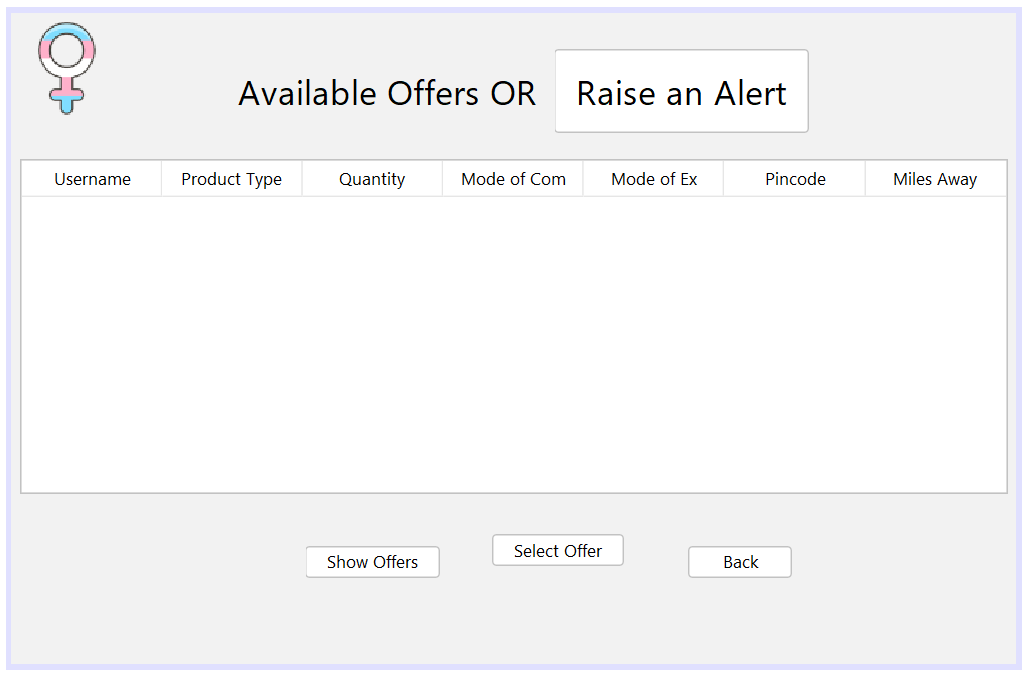 Available Offers OR Raise an Alert
Username Product Type Quantity Mode of Com Mode of Ex Pincode Miles Away
Show Offers Select Offer Back